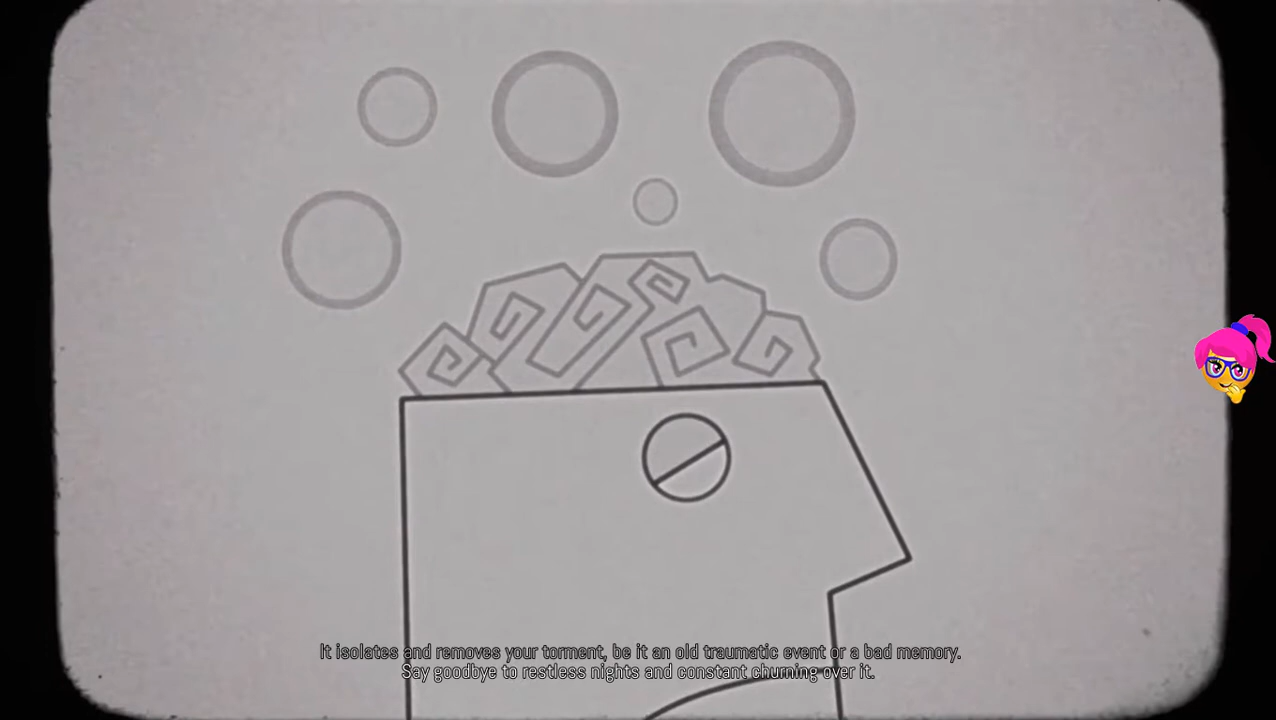 It isolates and removes your torment, be it an old traumatic event or a bad memory.
Say goodbye to restless nights and constant churning over it.